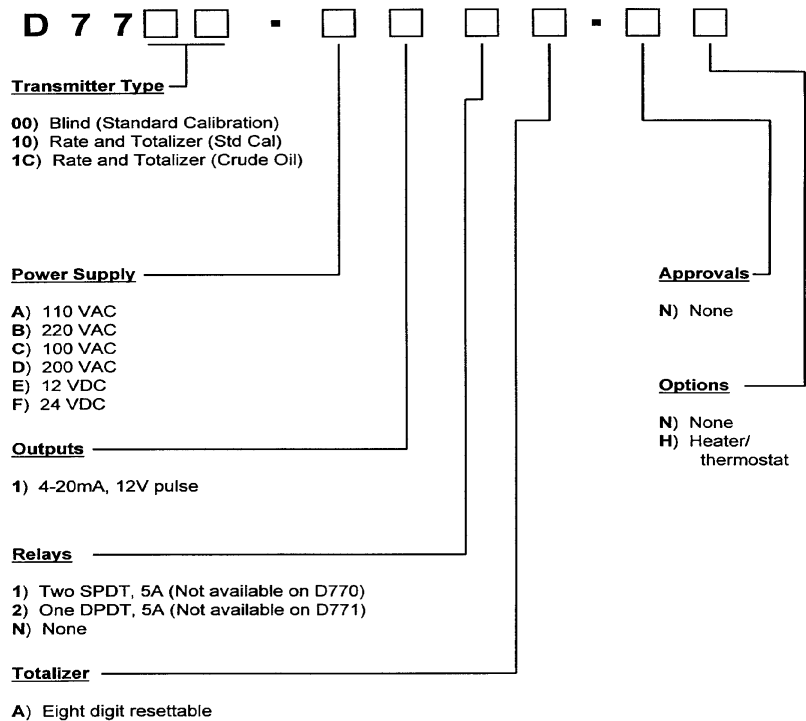 D 7 7 -  -
Transmitter Type
00) Blind (Standard Calibration)
10) Rate and Totalizer (Std Cal)
1C) Rate and Totalizer (Crude Oil)
Power Supply
A) 110 VAC
B) 220 VAC
C) 100 VAC
D) 200 VAC
E) 12 VDC
F) 24 VDC
Outputs
1) 4-20mA, 12V pulse
Relays
1) Two SPDT, 5A (Not available on D770)
2) One DPDT, 5A (Not available on D771)
N) None
Totalizer
A) Eight digit resettable
Approvals
N) None
Options
N) None
H) Heater/
thermostat